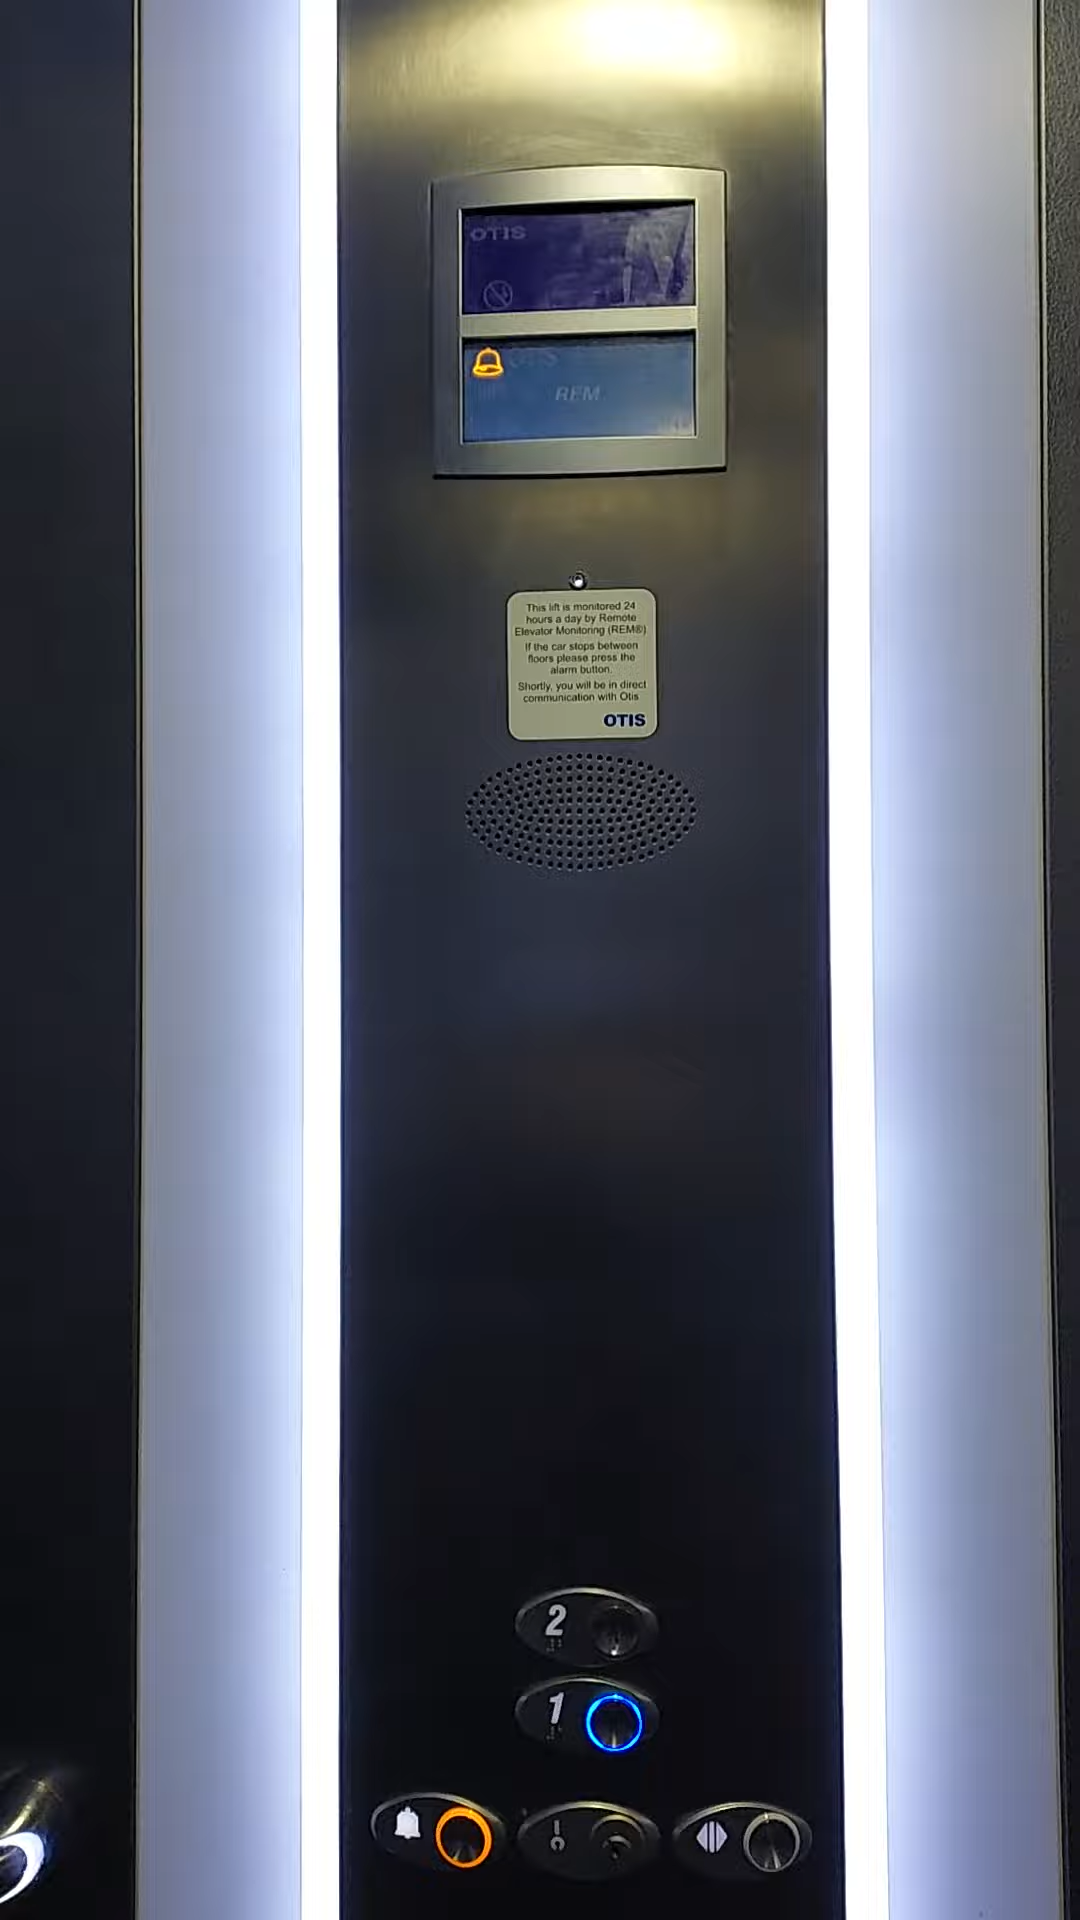 OTIS
OTIS
REM
This lift is monitored 24
hours a day by Remote
Elevator Monitoring (REM®)
If the car stops between
floors please press the
alarm button.
Shortly, you will be in direct
communication with Otis
OTIS
2
1